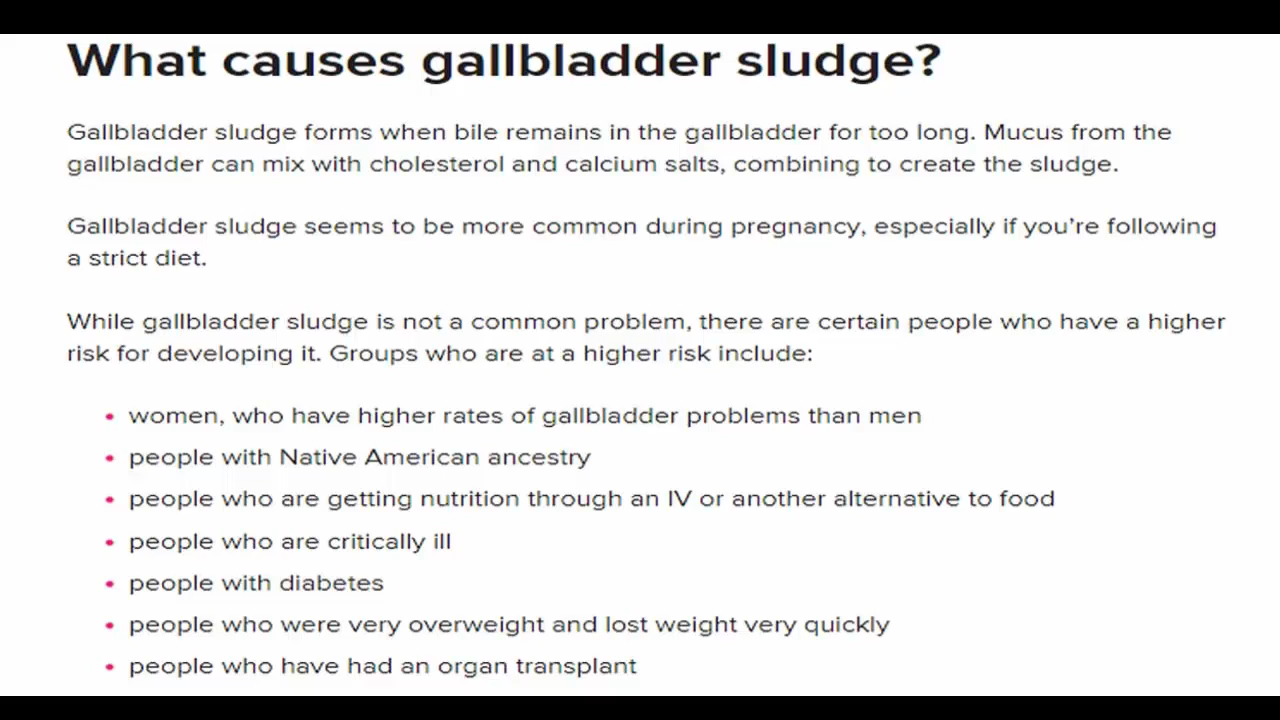 What causes gallbladder sludge?
Gallbladder sludge forms when bile remains in the gallbladder for too long. Mucus from the
gallbladder can mix with cholesterol and calcium salts, combining to create the sludge.
Gallbladder sludge seems to be more common during pregnancy, especially if you’re following
a strict diet.
While gallbladder sludge is not a common problem, there are certain people who have a higher
risk for developing it. Groups who are at a higher risk include:
• women, who have higher rates of gallbladder problems than men
• people with Native American ancestry
• people who are getting nutrition through an IV or another alternative to food
• people who are critically ill
• people with diabetes
• people who were very overweight and lost weight very quickly
• people who have had an organ transplant